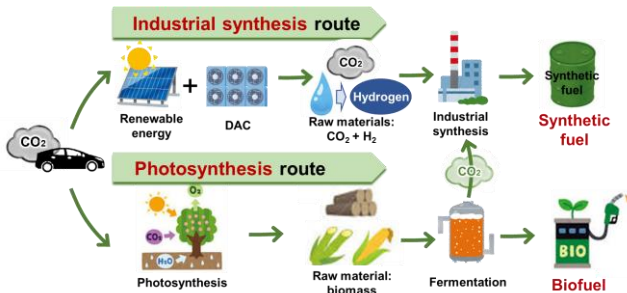 Industrial synthesis route
CO₂
Renewable
energy
+
DAC
CO₂
Hydrogen
Raw materials:
CO₂ + H₂
Industrial
synthesis
Synthetic
fuel
Synthetic
fuel
CO₂
Photosynthesis route
O₂
CO₂
H₂O
Photosynthesis
Raw material:
biomass
CO₂
Fermentation
BIO
Biofuel